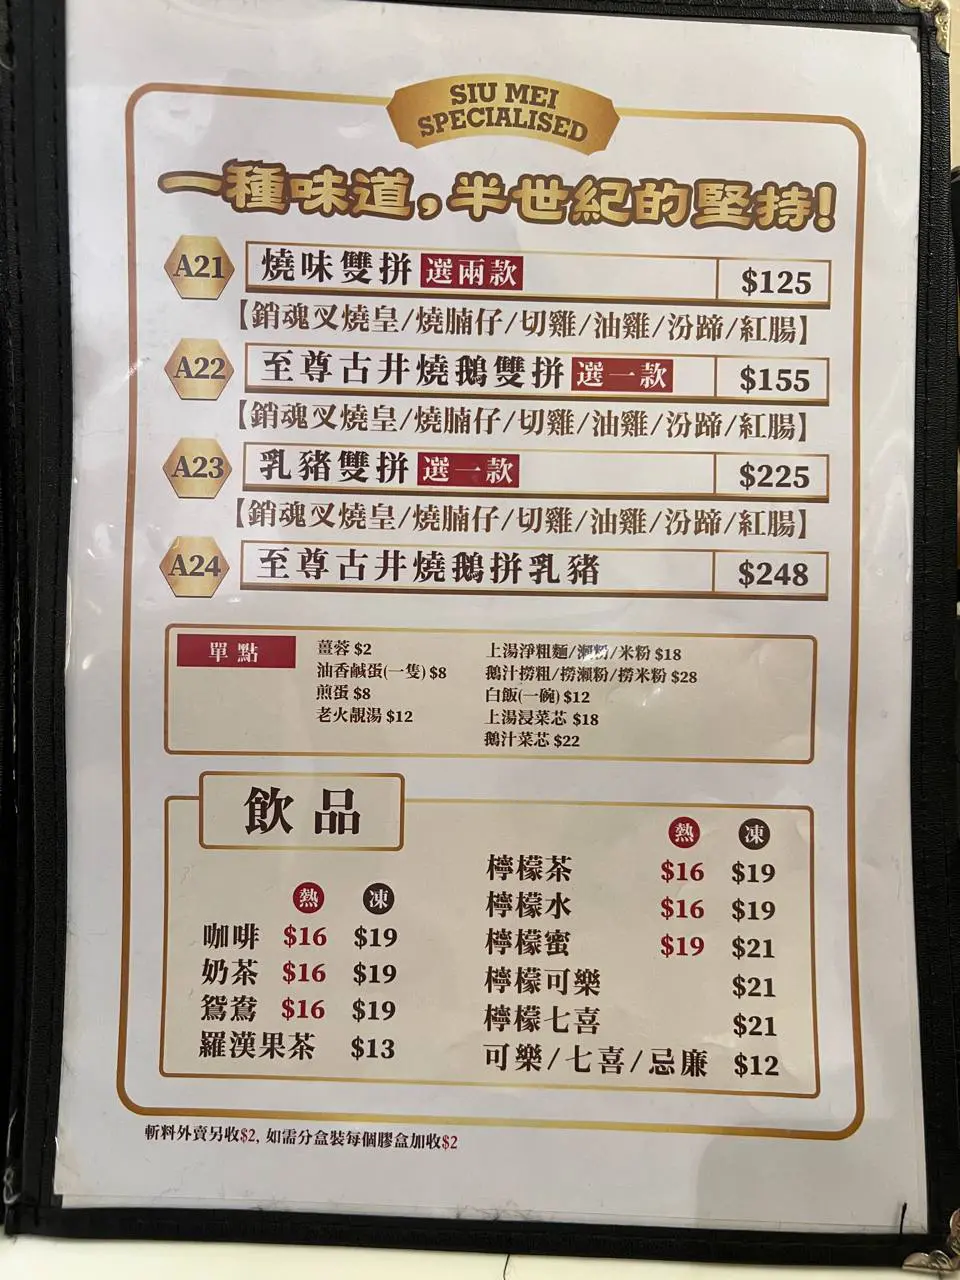 SIU MEI
SPECIALISED
一種味道,半世紀的堅持!
A21 燒味雙拼 選兩款 $125
【銷魂叉燒皇/燒腩仔/切雞/油雞/汾蹄/紅腸】
A22 至尊古井燒鵝雙拼 選一款 $155
【銷魂叉燒皇/燒腩仔/切雞/油雞/汾蹄/紅腸】
A23 乳豬雙拼 選一款 $225
【銷魂叉燒皇/燒腩仔/切雞/油雞/汾蹄/紅腸】
A24 至尊古井燒鵝拼乳豬 $248
單點
薑蓉 $2
油香鹹蛋(一隻) $8
煎蛋 $8
老火靚湯 $12
上湯淨粗麵/瀨粉/米粉 $18
鵝汁撈粗/撈瀨粉/撈米粉 $28
白飯(一碗) $12
上湯浸菜芯 $18
鵝汁菜芯 $22
飲品
熱 凍
咖啡 $16 $19
奶茶 $16 $19
鴛鴦 $16 $19
羅漢果茶 $13
熱 凍
檸檬茶 $16 $19
檸檬水 $16 $19
檸檬蜜 $19 $21
檸檬可樂 $21
檸檬七喜 $21
可樂/七喜/忌廉 $12
斬料外賣另收$2, 如需分盒裝每個膠盒加收$2